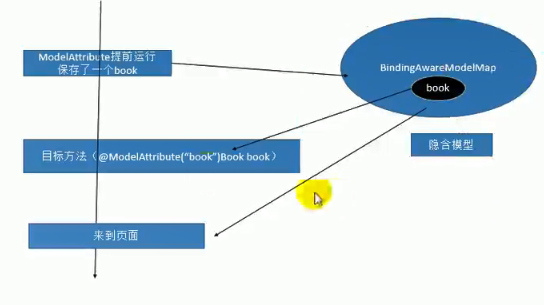 ModelAttribute提前运行
保存了一个book
BindingAwareModelMap
book
隐含模型
目标方法（@ModelAttribute(“book”)Book book）
来到页面